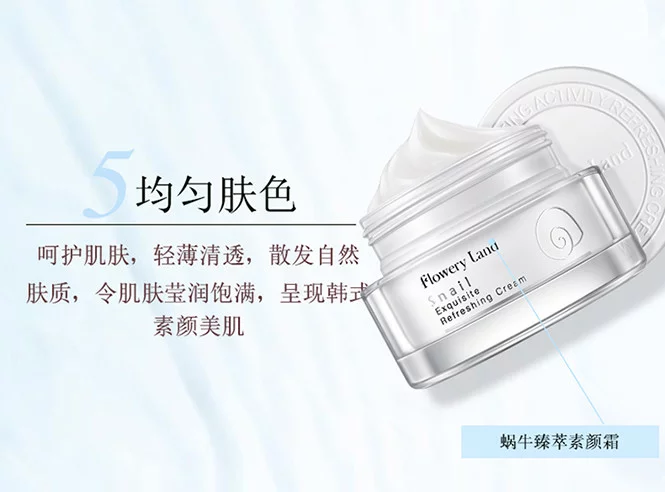 5 均匀肤色
呵护肌肤，轻薄清透，散发自然
肤质，令肌肤莹润饱满，呈现韩式
素颜美肌
Flowery Land
Snail
Exquisite
Refreshing Cream
蜗牛臻萃素颜霜